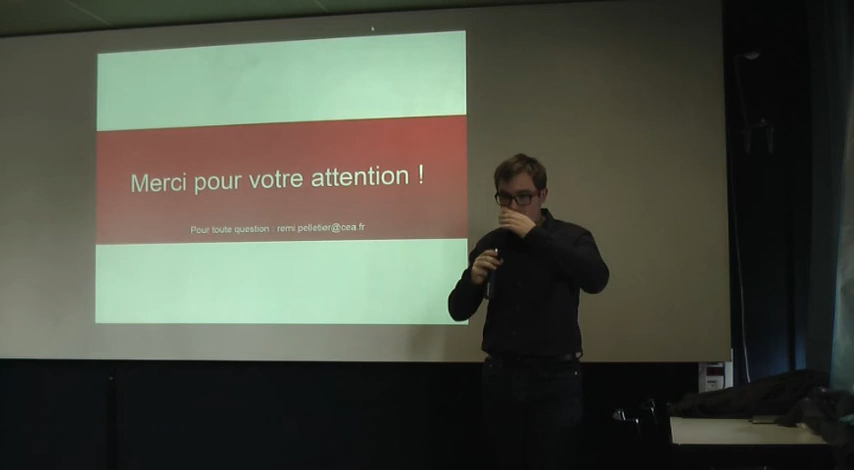 Merci pour votre attention !
Pour toute question : remi.pelletier@cea.fr